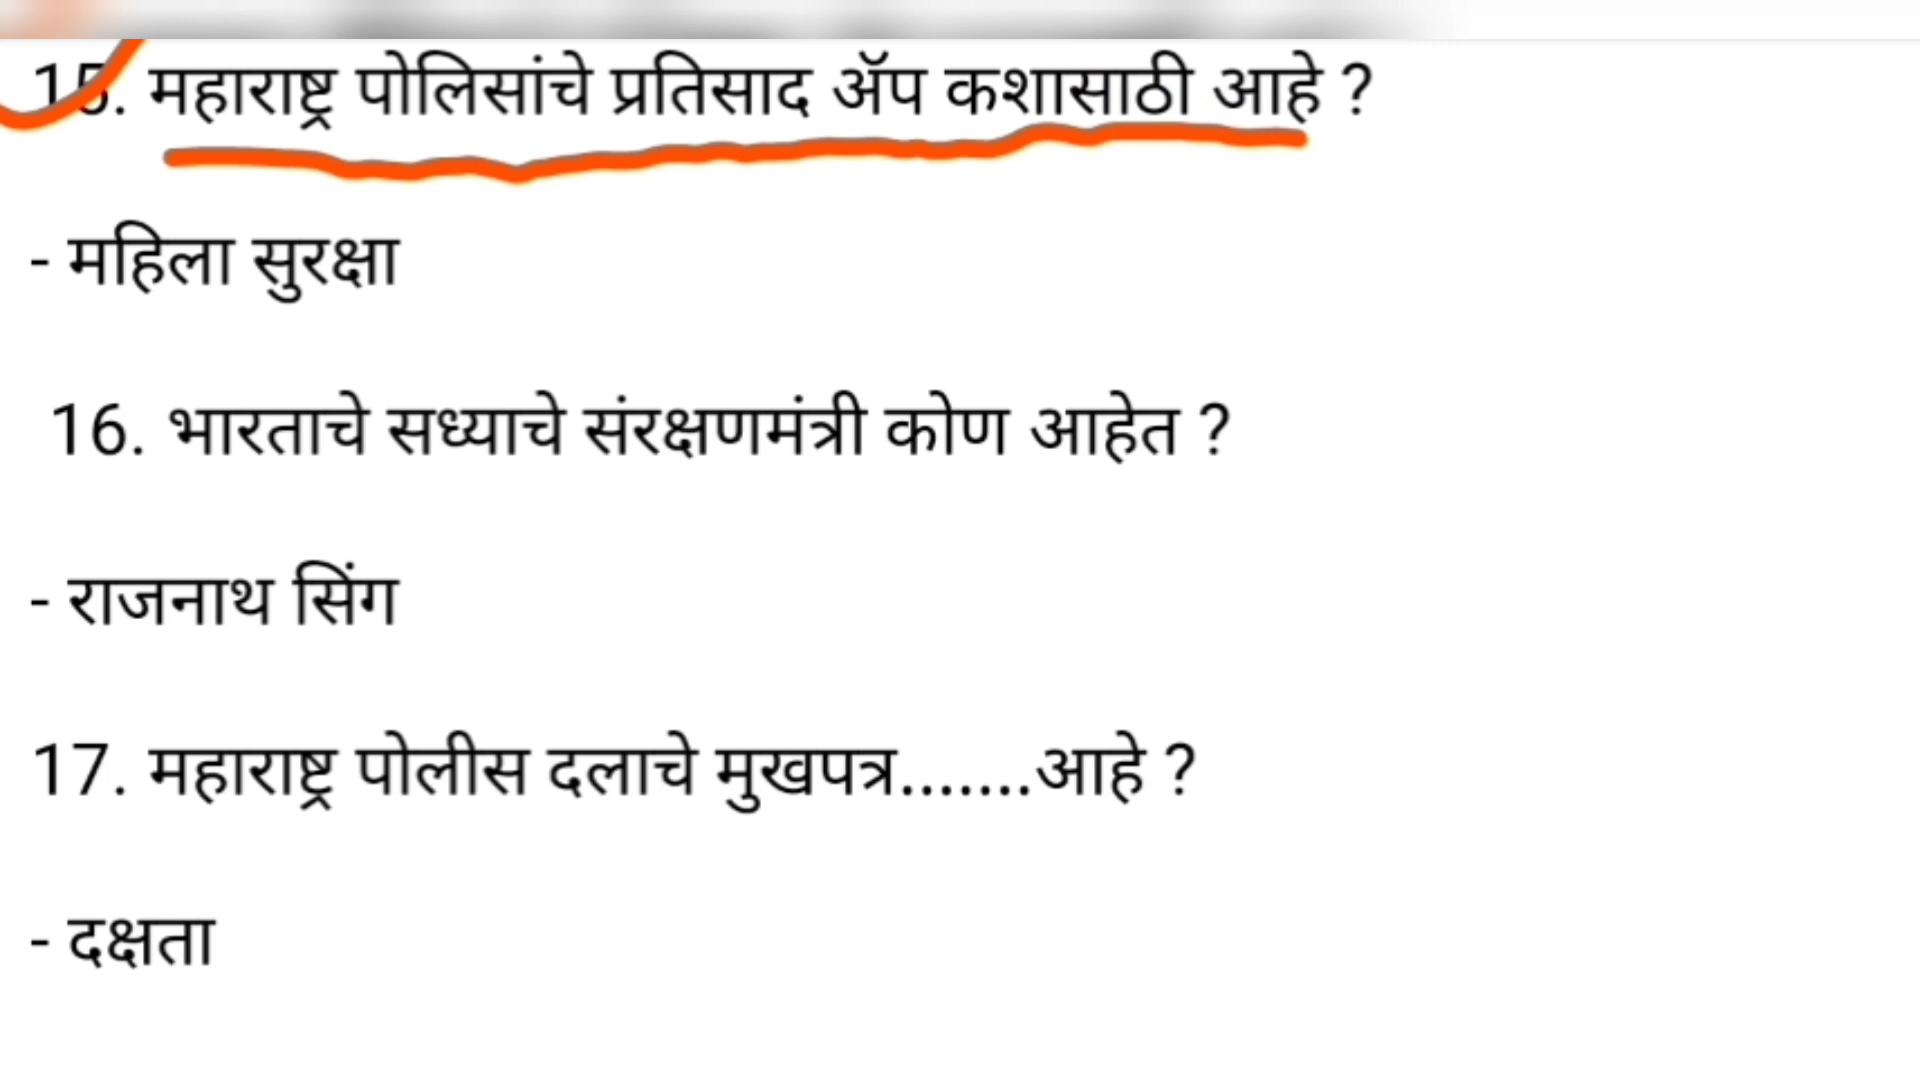 15. महाराष्ट्र पोलिसांचे प्रतिसाद ॲप कशासाठी आहे ?
- महिला सुरक्षा
16. भारताचे सध्याचे संरक्षणमंत्री कोण आहेत ?
- राजनाथ सिंग
17. महाराष्ट्र पोलीस दलाचे मुखपत्र.......आहे ?
- दक्षता